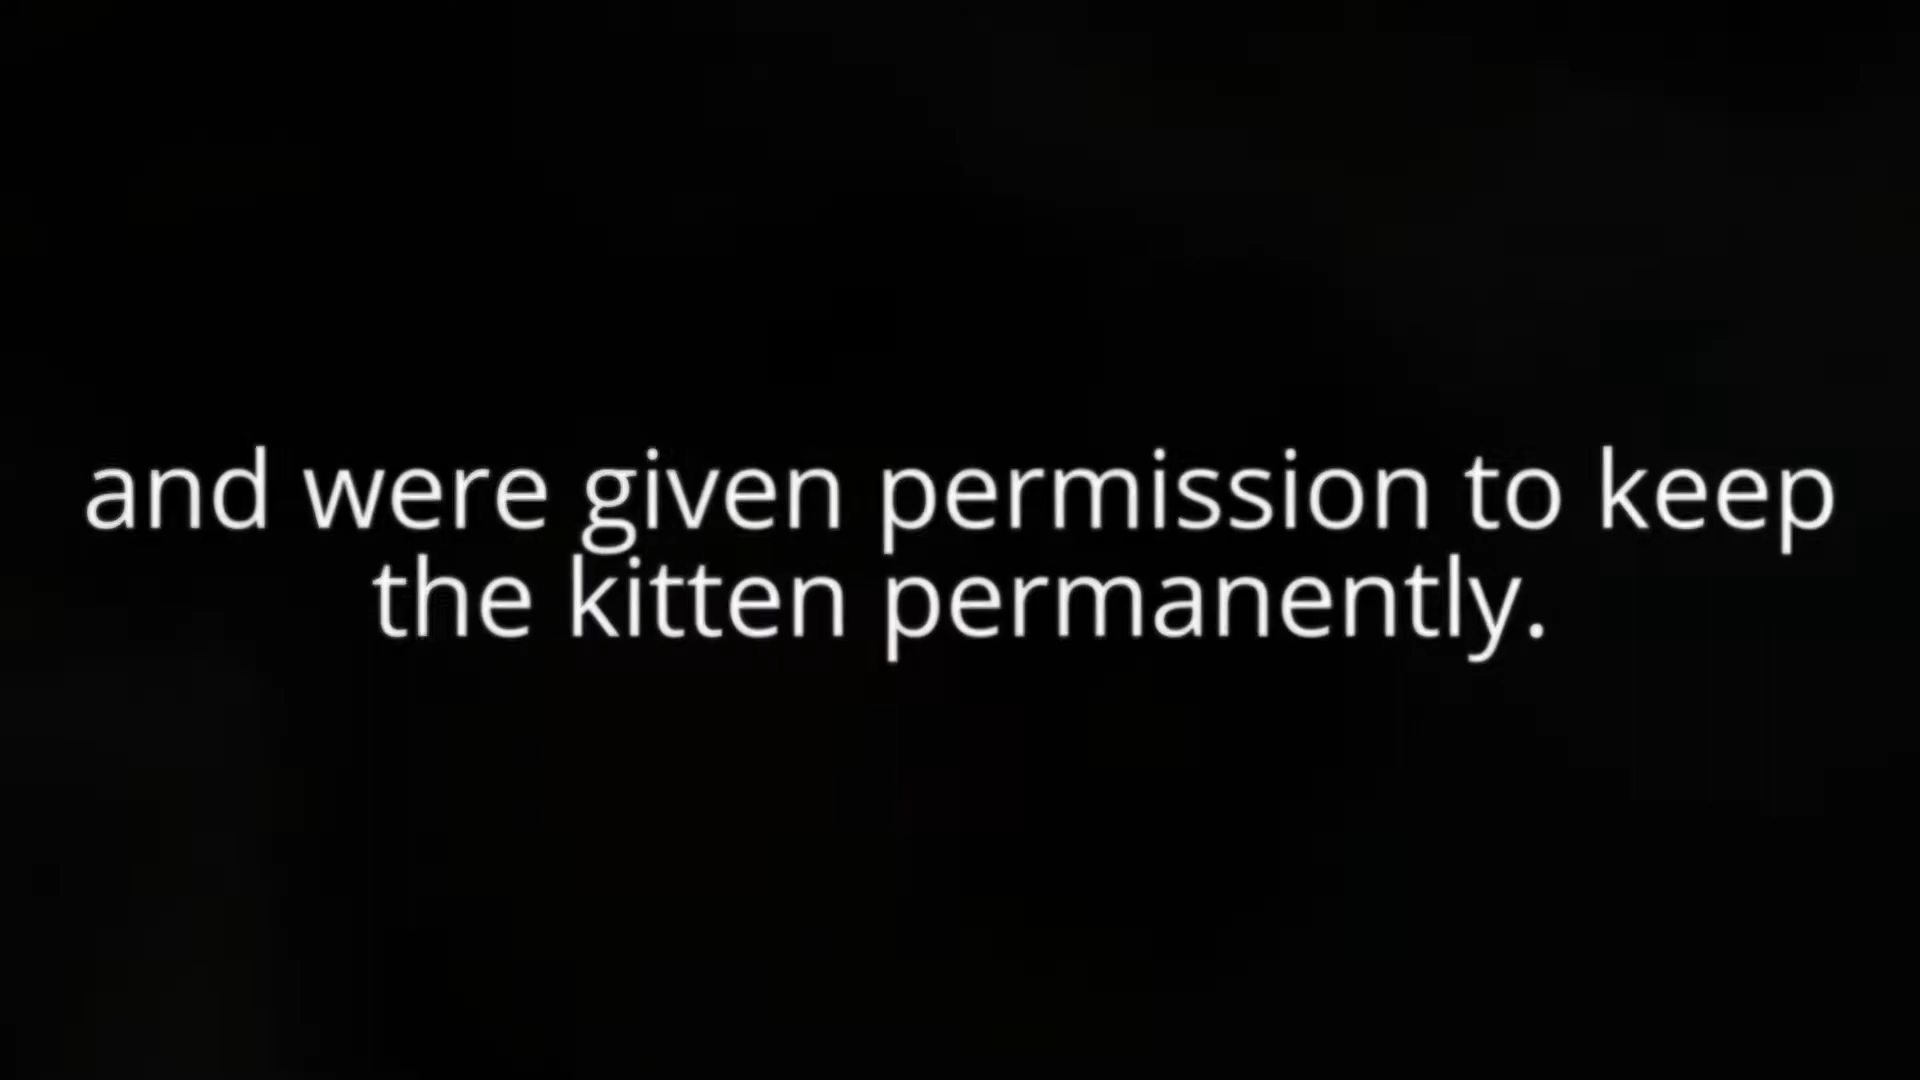 and were given permission to keep
the kitten permanently.